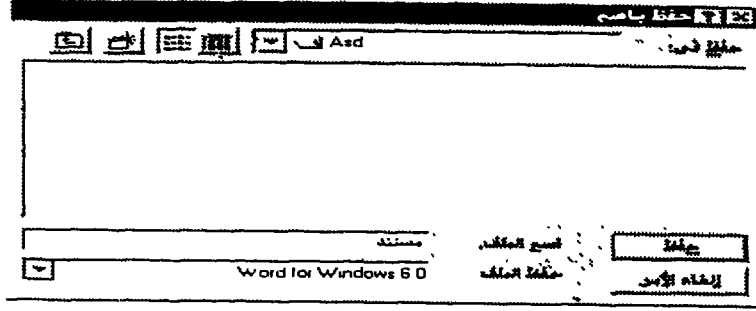 حفظ باسم
حفظ في: Asd
اسم الملف: مستند
حفظ
حفظ الملف Word for Windows 6.0
إلغاء الأمر